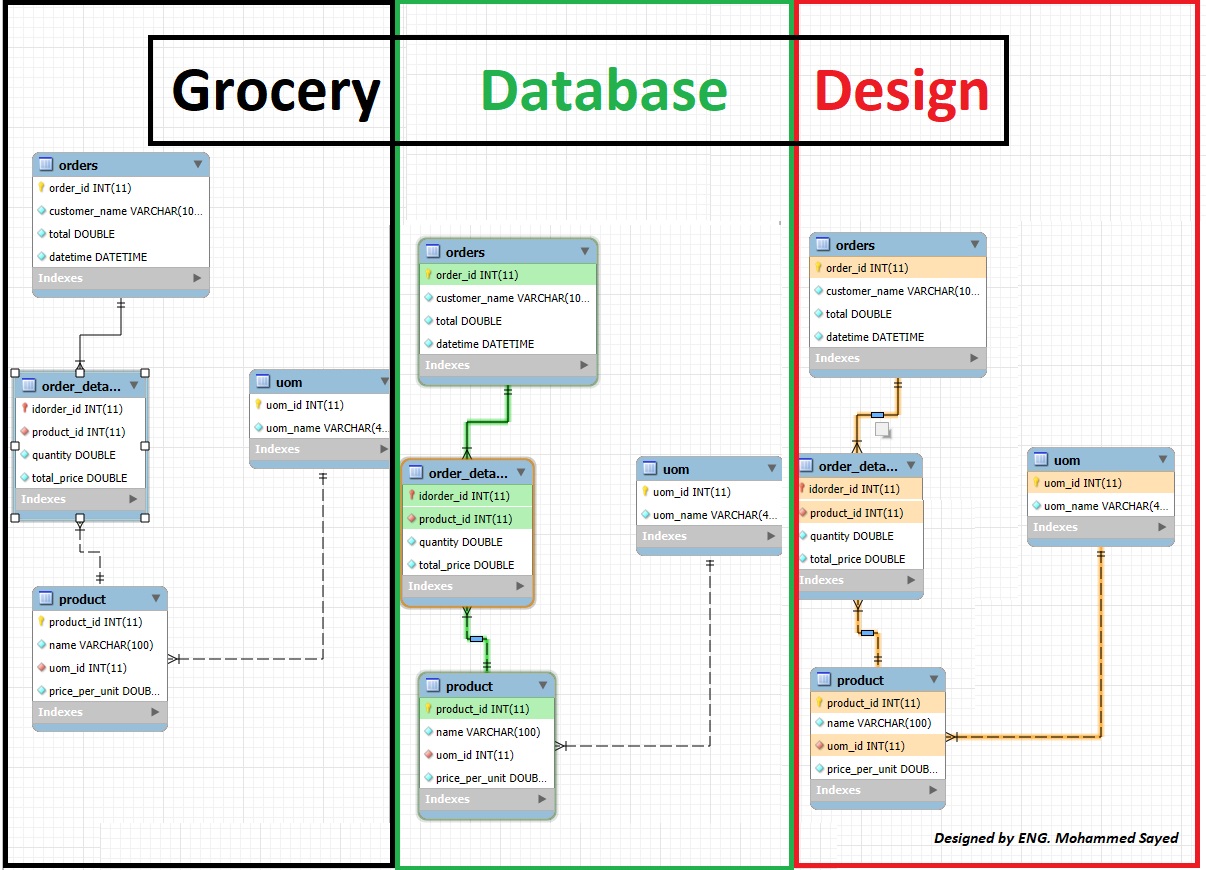 Grocery Database Design
orders
order_id INT(11)
customer_name VARCHAR(10...
total DOUBLE
datetime DATETIME
Indexes
order_deta...
idorder_id INT(11)
product_id INT(11)
quantity DOUBLE
total_price DOUBLE
Indexes
uom
uom_id INT(11)
uom_name VARCHAR(4...
Indexes
product
product_id INT(11)
name VARCHAR(100)
uom_id INT(11)
price_per_unit DOUB...
Indexes
orders
order_id INT(11)
customer_name VARCHAR(10...
total DOUBLE
datetime DATETIME
Indexes
order_deta...
idorder_id INT(11)
product_id INT(11)
quantity DOUBLE
total_price DOUBLE
Indexes
uom
uom_id INT(11)
uom_name VARCHAR(4...
Indexes
product
product_id INT(11)
name VARCHAR(100)
uom_id INT(11)
price_per_unit DOUB...
Indexes
orders
order_id INT(11)
customer_name VARCHAR(10...
total DOUBLE
datetime DATETIME
Indexes
order_deta...
idorder_id INT(11)
product_id INT(11)
quantity DOUBLE
total_price DOUBLE
Indexes
uom
uom_id INT(11)
uom_name VARCHAR(4...
Indexes
product
product_id INT(11)
name VARCHAR(100)
uom_id INT(11)
price_per_unit DOUB...
Indexes
Designed by ENG. Mohammed Sayed